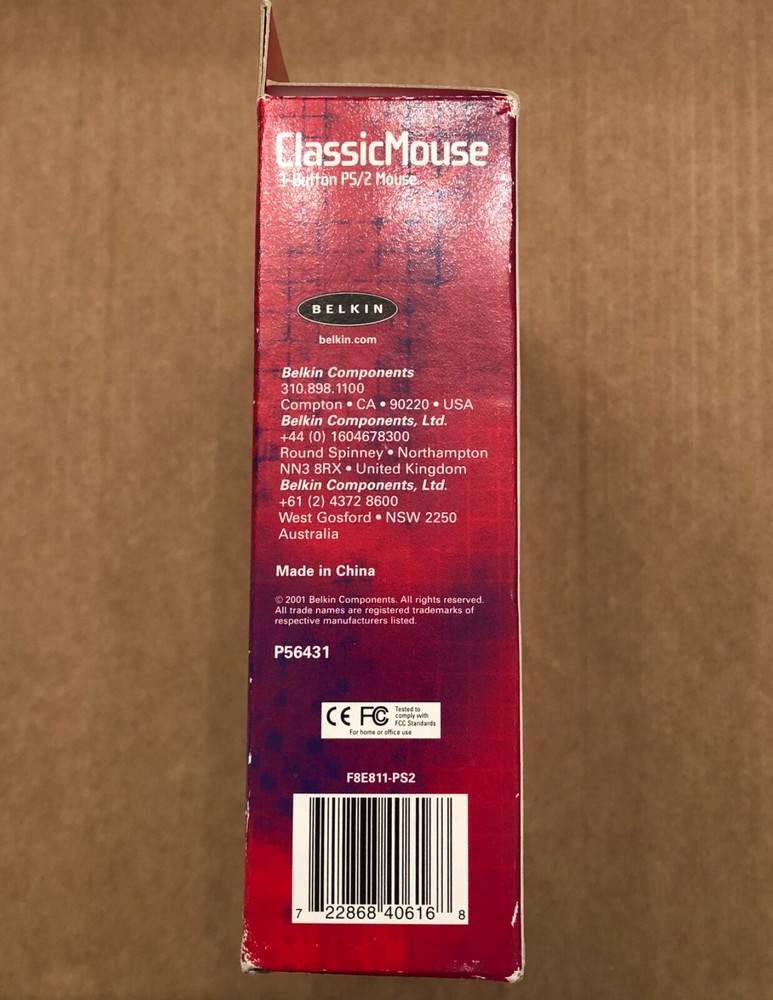 ClassicMouse
3-Button PS/2 Mouse
BELKIN
belkin.com
Belkin Components
310.898.1100
Compton • CA • 90220 • USA
Belkin Components, Ltd.
+44 (0) 1604678300
Round Spinney • Northampton
NN3 8RX • United Kingdom
Belkin Components, Ltd.
+61 (2) 4372 8600
West Gosford • NSW 2250
Australia
Made in China
© 2001 Belkin Components. All rights reserved.
All trade names are registered trademarks of
respective manufacturers listed.
P56431
CE FC Tested to
comply with
FCC Standards
For home or office use
F8E811-PS2
7 22868 40616 8